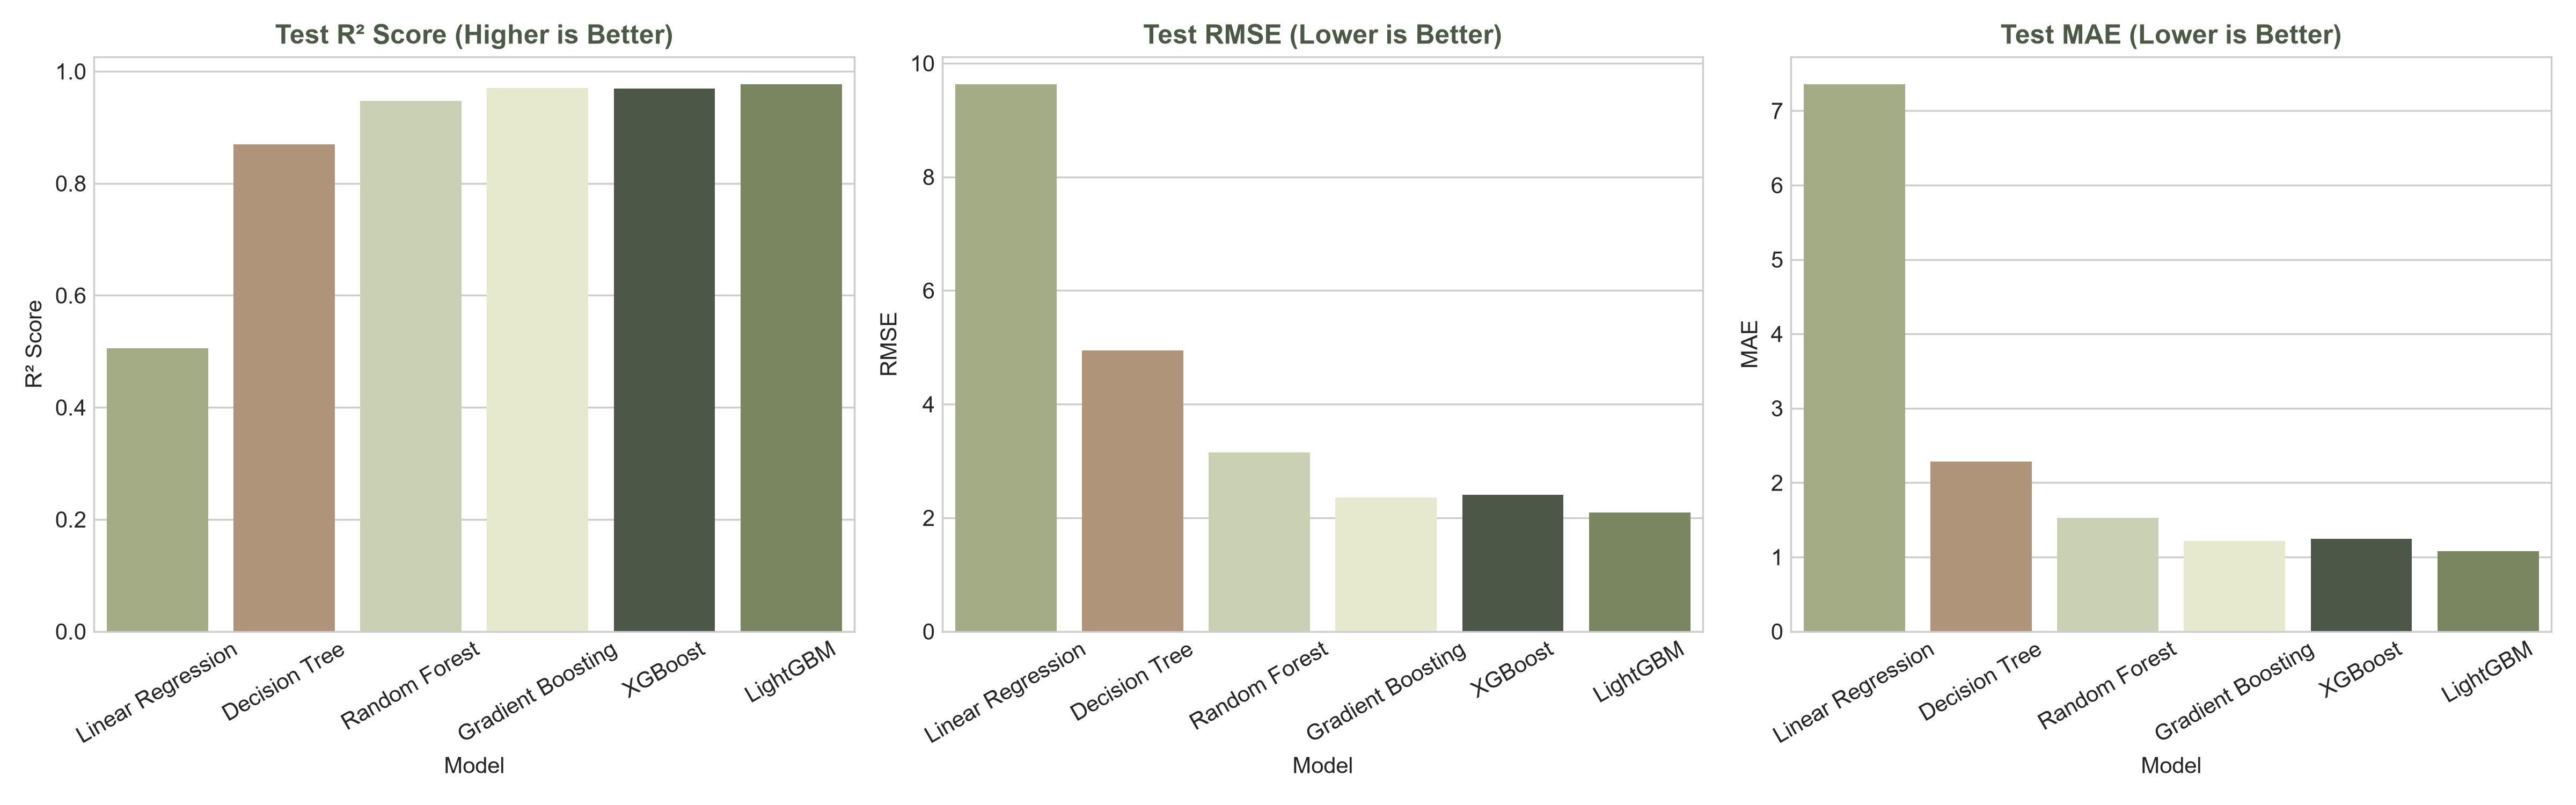 Test R² Score (Higher is Better)
1.0
0.8
0.6
0.4
0.2
0.0
R² Score
Linear Regression
Decision Tree
Random Forest
Gradient Boosting
XGBoost
LightGBM
Model
Test RMSE (Lower is Better)
10
8
6
4
2
0
RMSE
Linear Regression
Decision Tree
Random Forest
Gradient Boosting
XGBoost
LightGBM
Model
Test MAE (Lower is Better)
7
6
5
4
3
2
1
0
MAE
Linear Regression
Decision Tree
Random Forest
Gradient Boosting
XGBoost
LightGBM
Model